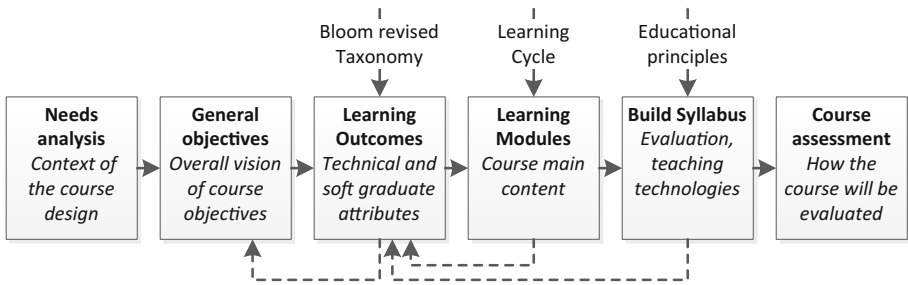 Bloom revised
Taxonomy
Learning
Cycle
Educational
principles
Needs
analysis
Context of
the course
design
General
objectives
Overall vision
of course
objectives
Learning
Outcomes
Technical and
soft graduate
attributes
Learning
Modules
Course main
content
Build Syllabus
Evaluation,
teaching
technologies
Course
assessment
How the
course will be
evaluated